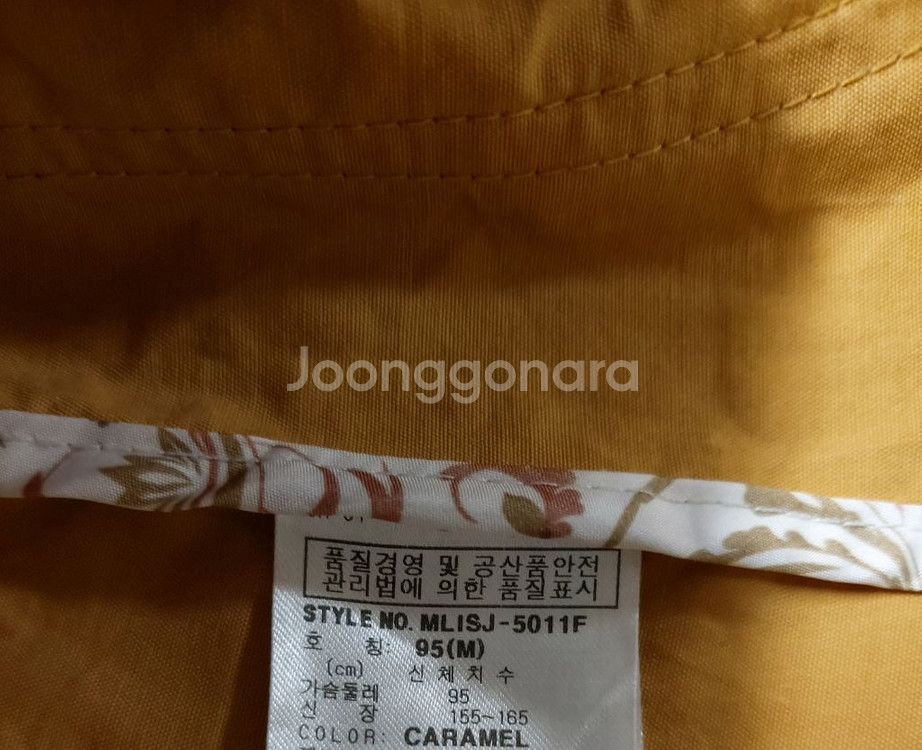 Joonggonara
품질경영 및 공산품안전
관리법에 의한 품질표시
STYLE NO. MLISJ-5011F
호 칭: 95(M)
(cm) 신체치수
가슴둘레 95
신 장 155~165
COLOR: CARAMEL